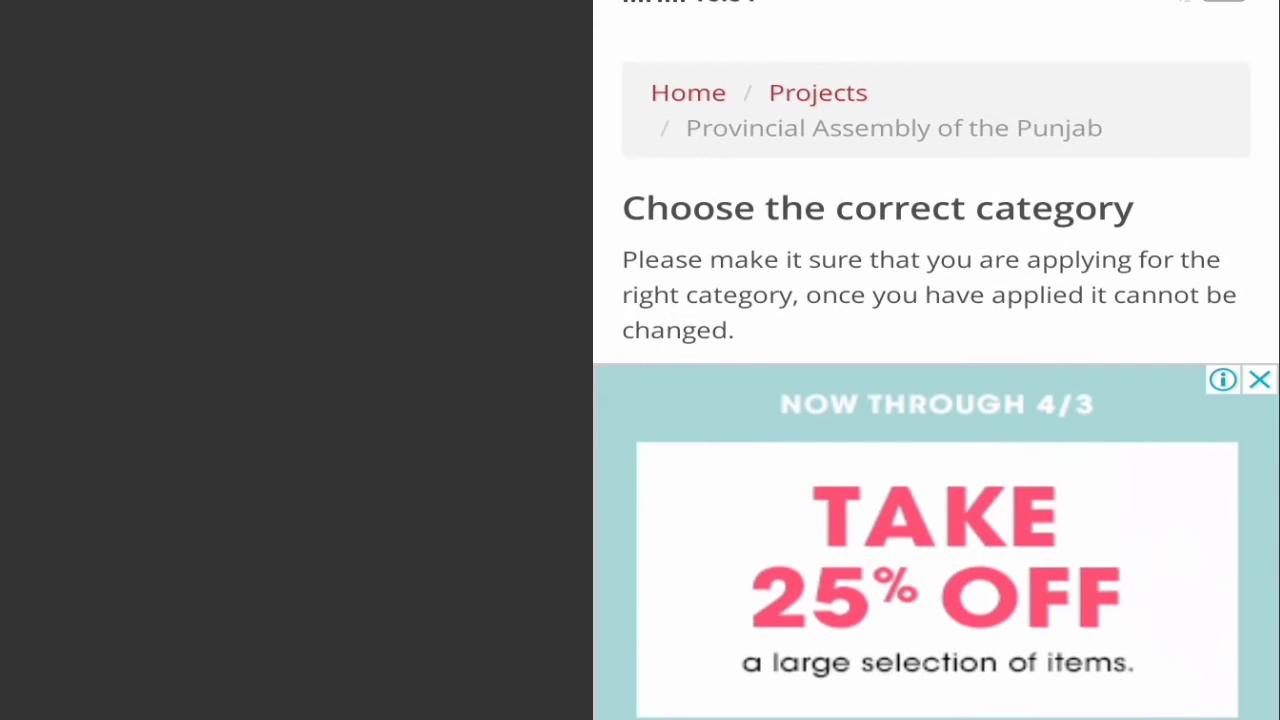 Home / Projects
/ Provincial Assembly of the Punjab
Choose the correct category
Please make it sure that you are applying for the
right category, once you have applied it cannot be
changed.
NOW THROUGH 4/3
TAKE
25% OFF
a large selection of items.